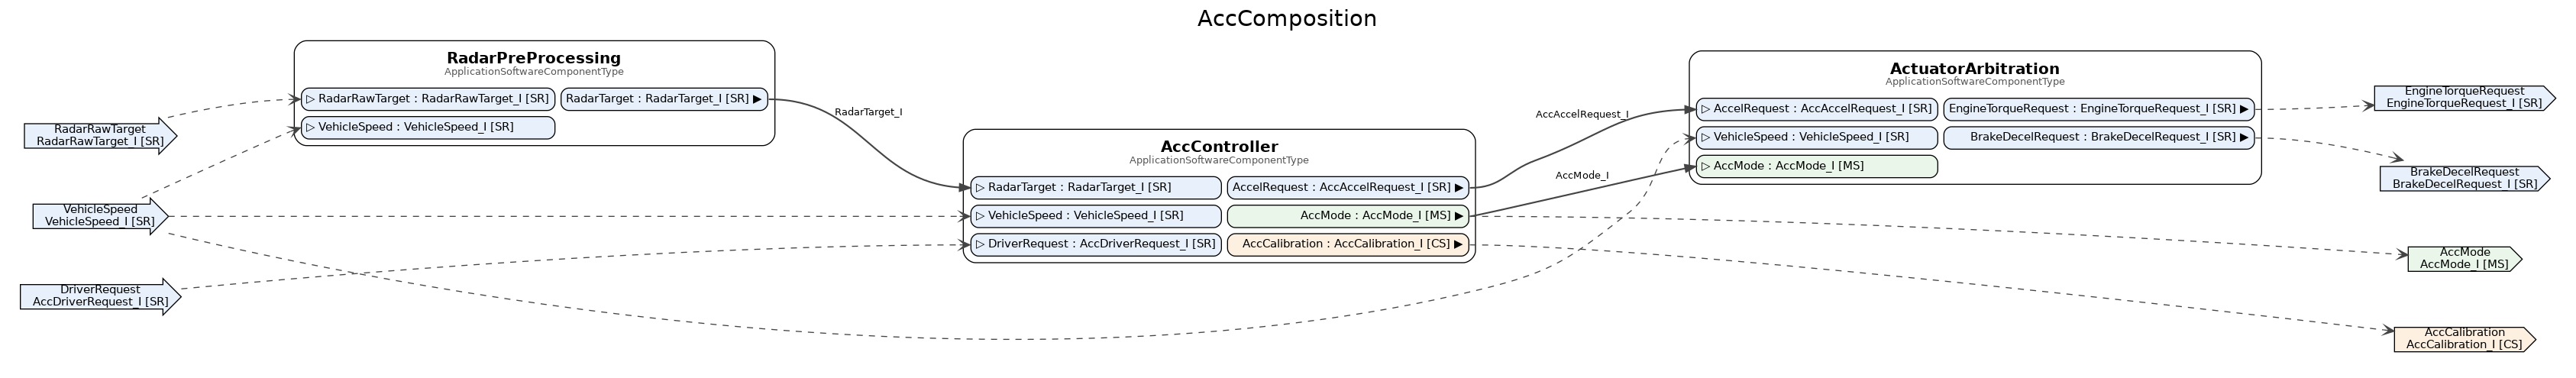 AccComposition
RadarPreProcessing
ApplicationSoftwareComponentType
▷ RadarRawTarget : RadarRawTarget_I [SR]
RadarTarget : RadarTarget_I [SR] ▶
▷ VehicleSpeed : VehicleSpeed_I [SR]
RadarRawTarget
RadarRawTarget_I [SR]
VehicleSpeed
VehicleSpeed_I [SR]
DriverRequest
AccDriverRequest_I [SR]
RadarTarget_I
AccController
ApplicationSoftwareComponentType
▷ RadarTarget : RadarTarget_I [SR]
AccelRequest : AccAccelRequest_I [SR] ▶
▷ VehicleSpeed : VehicleSpeed_I [SR]
AccMode : AccMode_I [MS] ▶
▷ DriverRequest : AccDriverRequest_I [SR]
AccCalibration : AccCalibration_I [CS] ▶
AccAccelRequest_I
AccMode_I
ActuatorArbitration
ApplicationSoftwareComponentType
▷ AccelRequest : AccAccelRequest_I [SR]
EngineTorqueRequest : EngineTorqueRequest_I [SR] ▶
▷ VehicleSpeed : VehicleSpeed_I [SR]
BrakeDecelRequest : BrakeDecelRequest_I [SR] ▶
▷ AccMode : AccMode_I [MS]
EngineTorqueRequest
EngineTorqueRequest_I [SR]
BrakeDecelRequest
BrakeDecelRequest_I [SR]
AccMode
AccMode_I [MS]
AccCalibration
AccCalibration_I [CS]